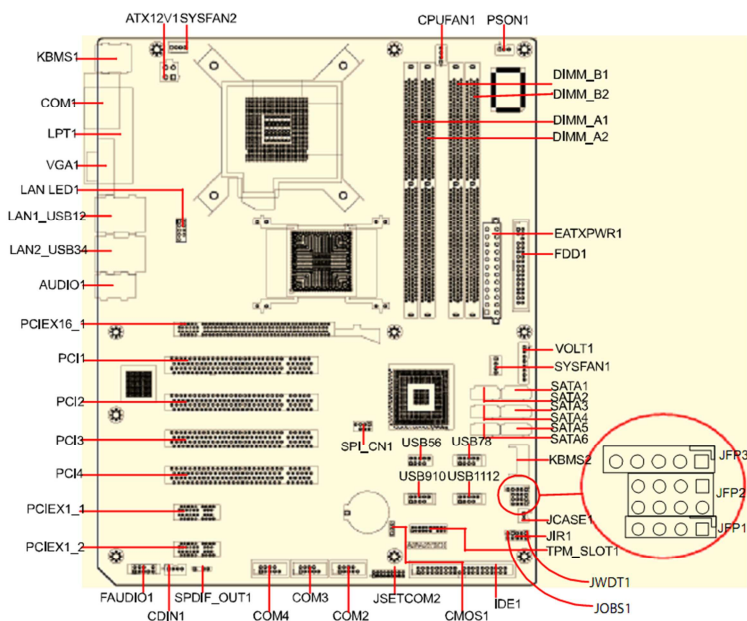 ATX12V1 SYSFAN2
CPUFAN1
PSON1
KBMS1
COM1
LPT1
VGA1
LAN LED1
LAN1_USB12
LAN2_USB34
AUDIO1
PCIEX16_1
PCI1
PCI2
PCI3
PCI4
PCIEX1_1
PCIEX1_2
DIMM_B1
DIMM_B2
DIMM_A1
DIMM_A2
EATXPWR1
FDD1
VOLT1
SYSFAN1
SATA1
SATA2
SATA3
SATA4
SATA5
SATA6
SPI_CN1
USB56
USB78
KBMS2
USB910
USB1112
JFP3
JFP2
JFP1
JCASE1
JIR1
TPM_SLOT1
JWDT1
JOBS1
FAUDIO1
CDIN1
SPDIF_OUT1
COM4
COM3
COM2
JSETCOM2
CMOS1
IDE1